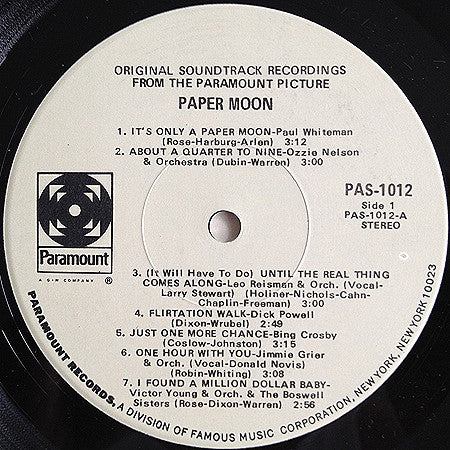 ORIGINAL SOUNDTRACK RECORDINGS
FROM THE PARAMOUNT PICTURE
PAPER MOON
1. IT'S ONLY A PAPER MOON-Paul Whiteman
(Rose-Harburg-Arlen) 3:12
2. ABOUT A QUARTER TO NINE-Ozzie Nelson
& Orchestra (Dubin-Warren) 3:00
PAS-1012
Side 1
PAS-1012-A
STEREO
Paramount
A G+W COMPANY ®
3. (It Will Have To Do) UNTIL THE REAL THING
COMES ALONG-Leo Reisman & Orch. (Vocal-
Larry Stewart) (Holiner-Nichols-Cahn-
Chaplin-Freeman) 3:00
4. FLIRTATION WALK-Dick Powell
(Dixon-Wrubel) 2:49
5. JUST ONE MORE CHANCE-Bing Crosby
(Coslow-Johnston) 3:15
6. ONE HOUR WITH YOU-Jimmie Grier
& Orch. (Vocal-Donald Novis)
(Robin-Whiting) 3:08
7. I FOUND A MILLION DOLLAR BABY-
Victor Young & Orch. & The Boswell
Sisters (Rose-Dixon-Warren) 2:56
PARAMOUNT RECORDS, A DIVISION OF FAMOUS MUSIC CORPORATION, NEW YORK, NEW YORK 10023